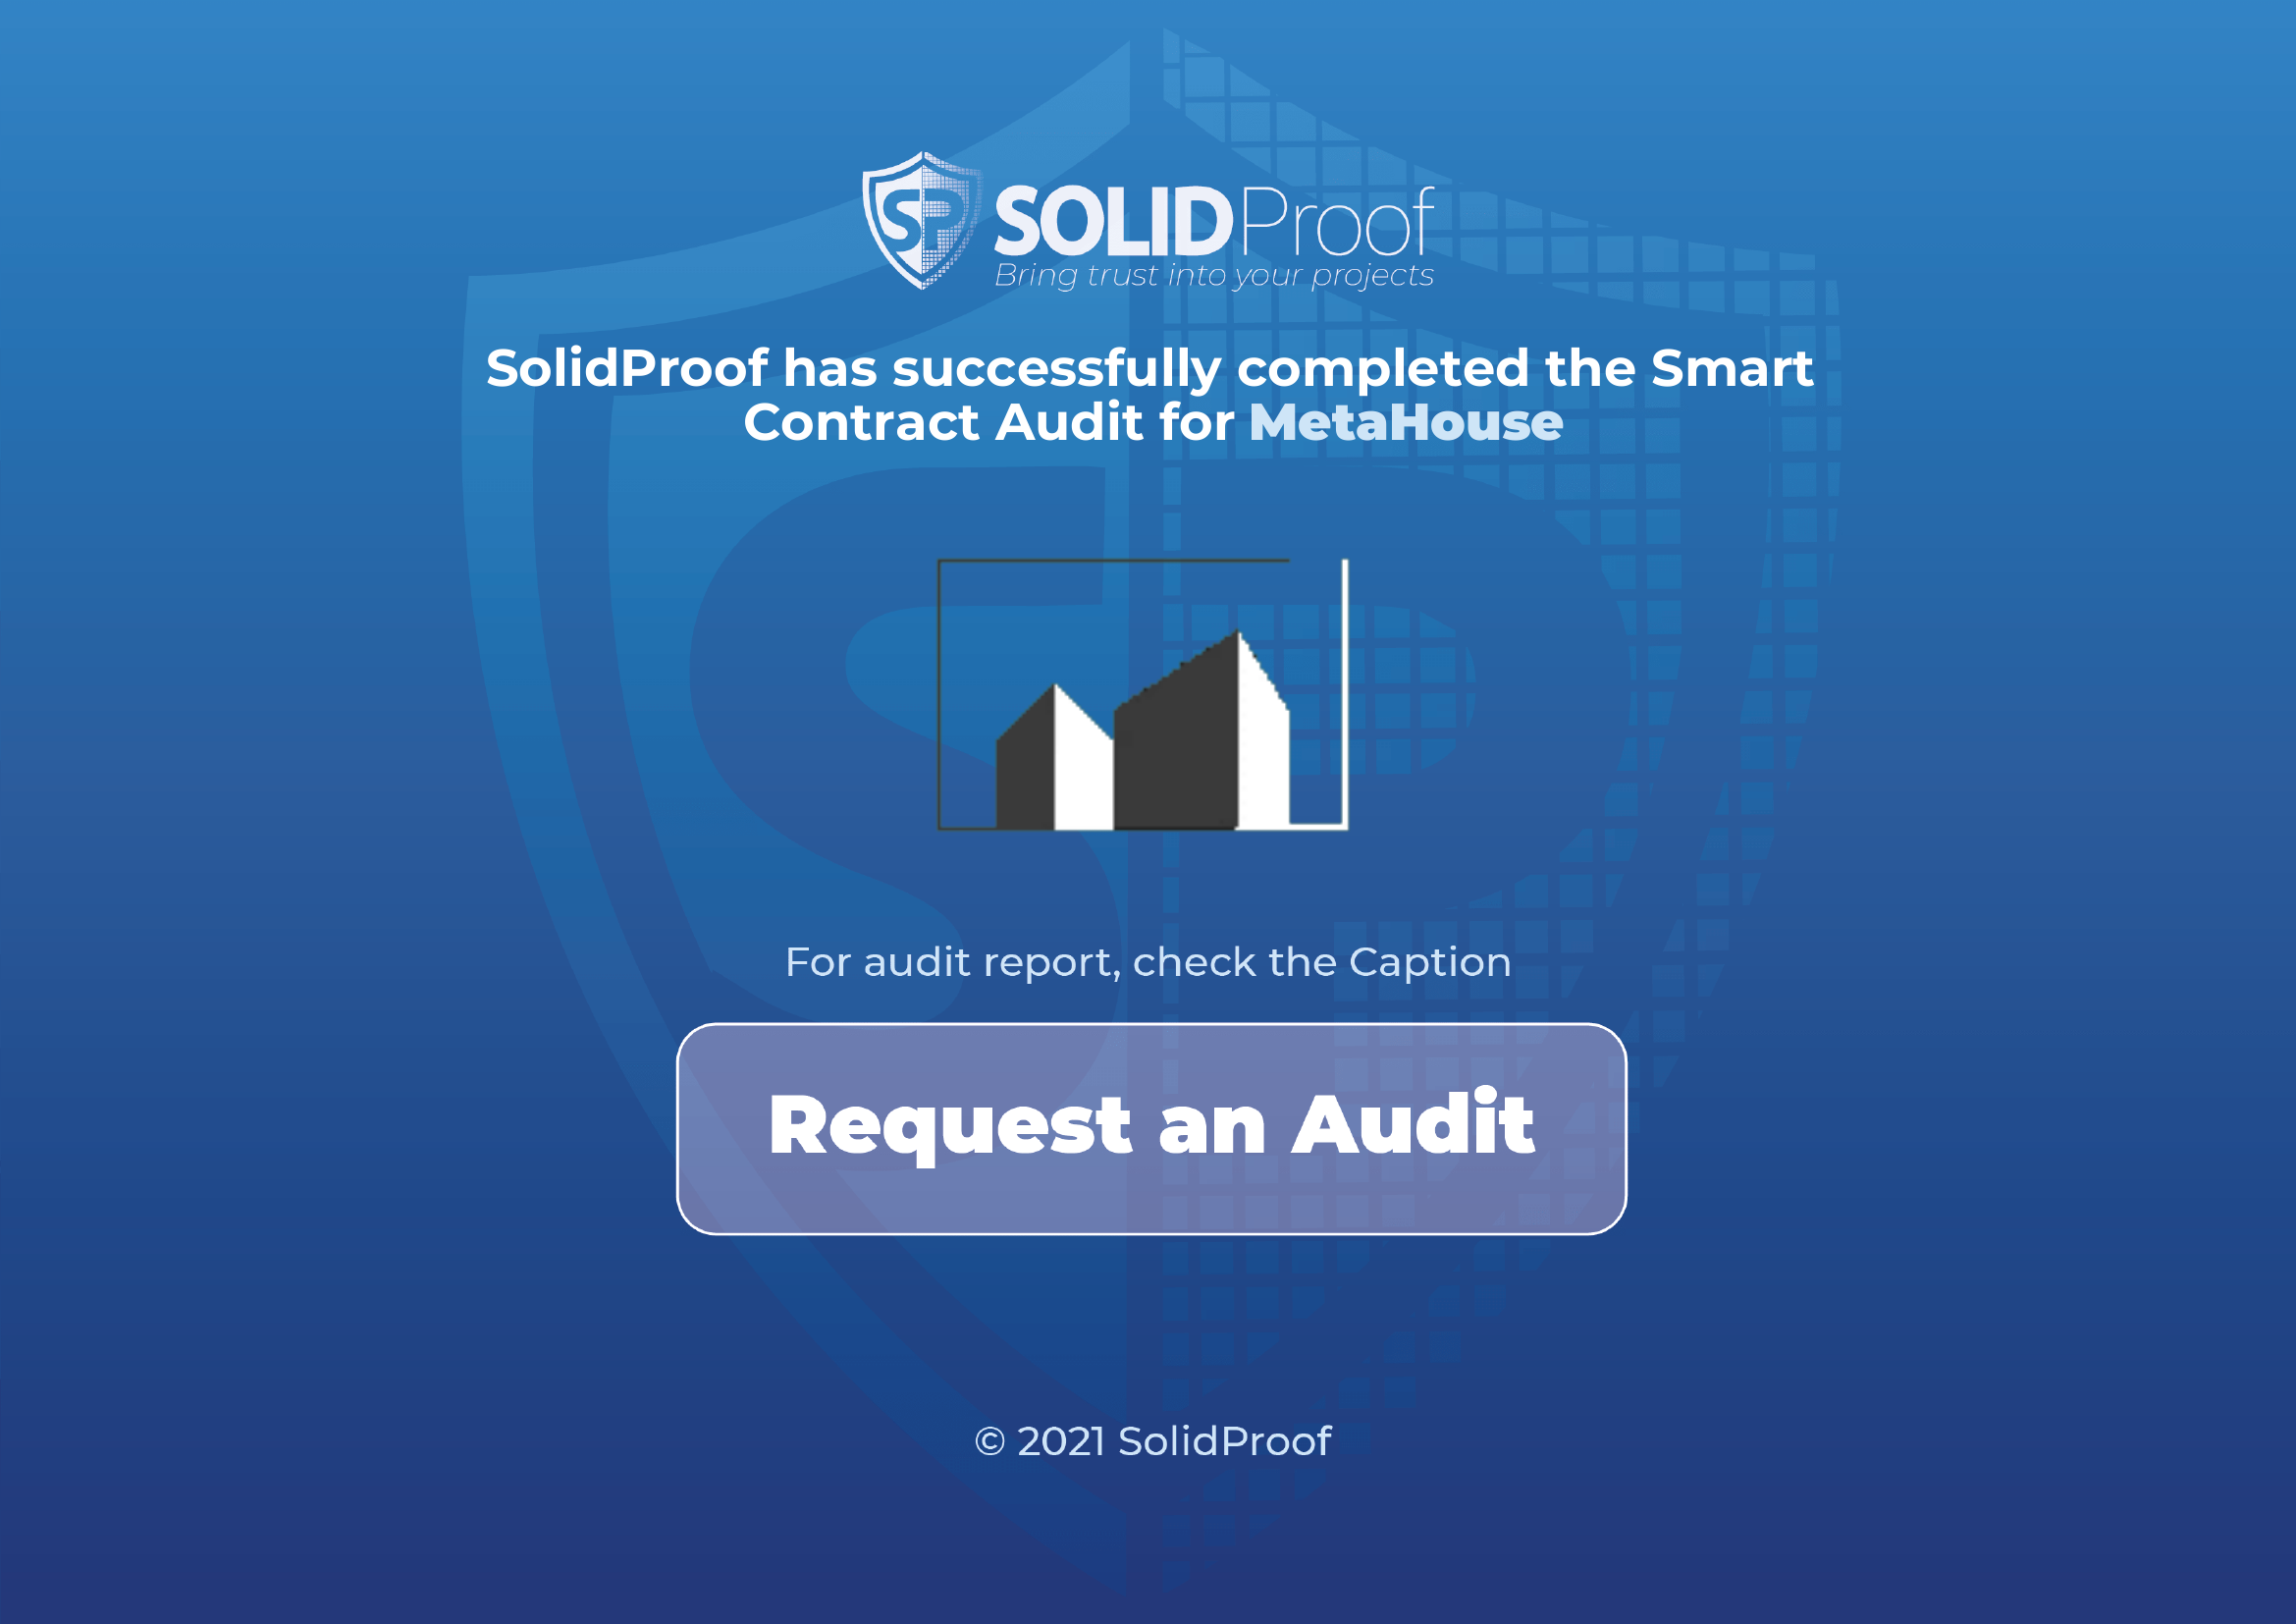 SP SOLIDProof
Bring trust into your projects
SolidProof has successfully completed the Smart
Contract Audit for MetaHouse
For audit report, check the Caption
Request an Audit
© 2021 SolidProof